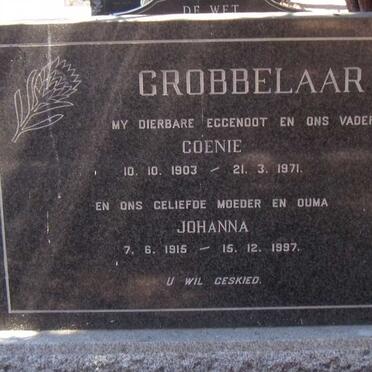 DE WET
GROBBELAAR
MY DIERBARE EGGENOOT EN ONS VADER
COENIE
10. 10. 1903 – 21. 3. 1971.
EN ONS GELIEFDE MOEDER EN OUMA
JOHANNA
7. 6. 1915 – 15. 12. 1997.
U WIL GESKIED.